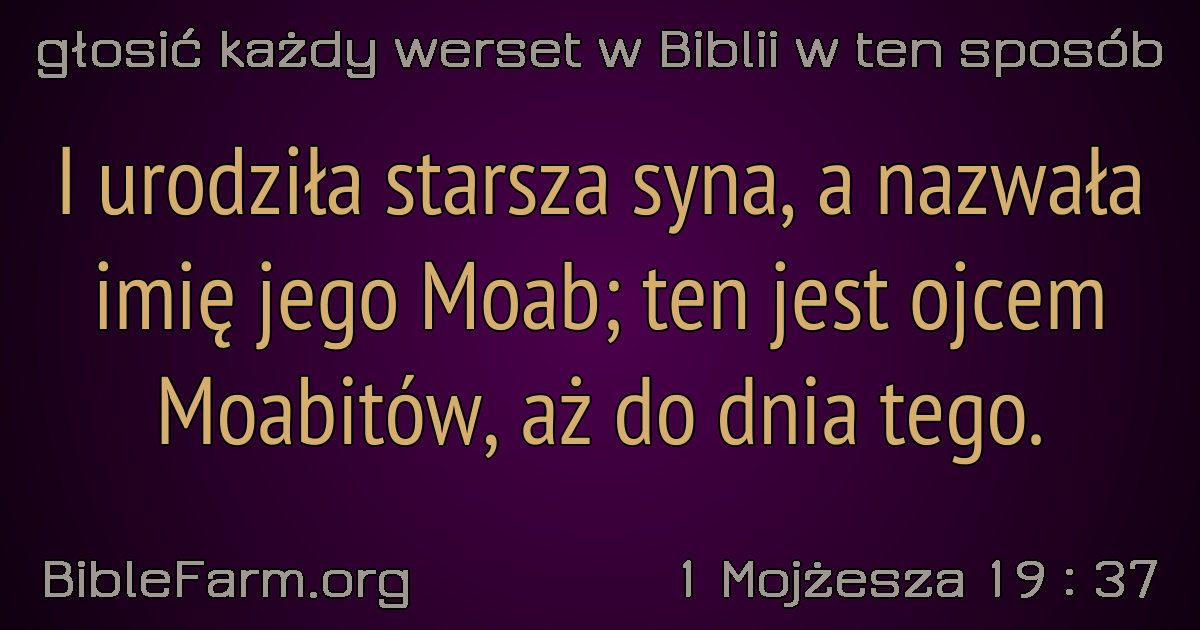 głosić każdy werset w Biblii w ten sposób
I urodziła starsza syna, a nazwała
imię jego Moab; ten jest ojcem
Moabitów, aż do dnia tego.
BibleFarm.org
1 Mojżesza 19 : 37